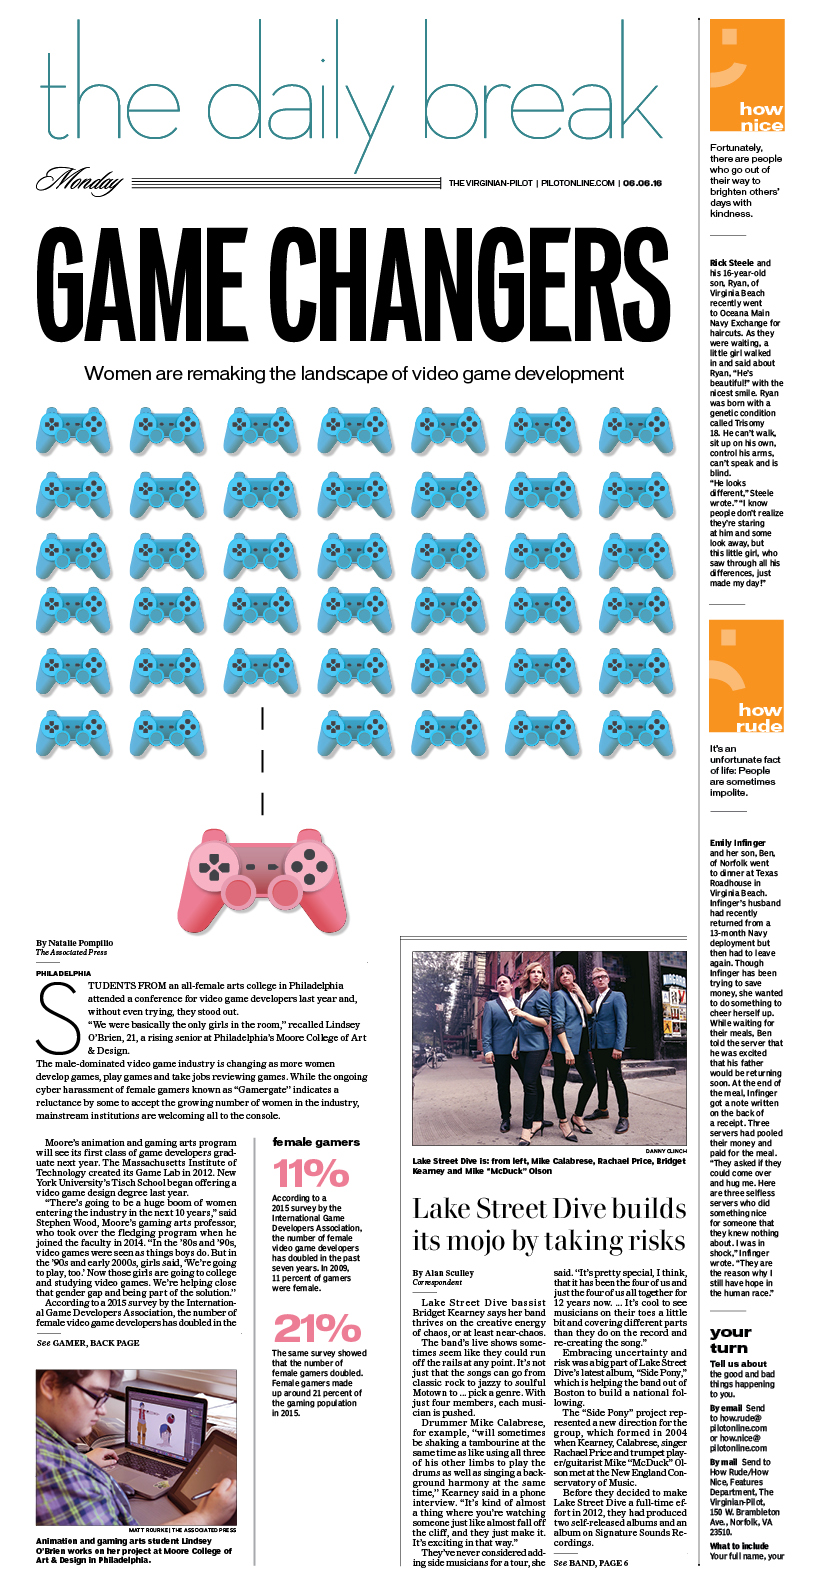 the daily break
Monday
THE VIRGINIAN-PILOT | PILOTONLINE.COM | 06.06.16
GAME CHANGERS
Women are remaking the landscape of video game development
By Natalie Pompilio
The Associated Press
PHILADELPHIA
STUDENTS FROM an all-female arts college in Philadelphia
attended a conference for video game developers last year and,
without even trying, they stood out.
“We were basically the only girls in the room,” recalled Lindsey
O’Brien, 21, a rising senior at Philadelphia’s Moore College of Art
& Design.
The male-dominated video game industry is changing as more women
develop games, play games and take jobs reviewing games. While the ongoing
cyber harassment of female gamers known as “Gamergate” indicates a
reluctance by some to accept the growing number of women in the industry,
mainstream institutions are welcoming all to the console.
Moore’s animation and gaming arts program
will see its first class of game developers grad-
uate next year. The Massachusetts Institute of
Technology created its Game Lab in 2012. New
York University’s Tisch School began offering a
video game design degree last year.
“There’s going to be a huge boom of women
entering the industry in the next 10 years,” said
Stephen Wood, Moore’s gaming arts professor,
who took over the fledging program when he
joined the faculty in 2014. “In the ’80s and ’90s,
video games were seen as things boys do. But in
the ’90s and early 2000s, girls said, ‘We’re going
to play, too.’ Now those girls are going to college
and studying video games. We’re helping close
that gender gap and being part of the solution.”
According to a 2015 survey by the Internation-
al Game Developers Association, the number of
female video game developers has doubled in the
See GAMER, BACK PAGE
MATT ROURKE | THE ASSOCIATED PRESS
Animation and gaming arts student Lindsey
O’Brien works on her project at Moore College of
Art & Design in Philadelphia.
female gamers
11%
According to a
2015 survey by the
International Game
Developers Association,
the number of female
video game developers
has doubled in the past
seven years. In 2009,
11 percent of gamers
were female.
21%
The same survey showed
that the number of
female gamers doubled.
Female gamers made
up around 21 percent of
the gaming population
in 2015.
DANNY CLINCH
Lake Street Dive is: from left, Mike Calabrese, Rachael Price, Bridget
Kearney and Mike “McDuck” Olson
Lake Street Dive builds
its mojo by taking risks
By Alan Sculley
Correspondent
Lake Street Dive bassist
Bridget Kearney says her band
thrives on the creative energy
of chaos, or at least near-chaos.
The band’s live shows some-
times seem like they could run
off the rails at any point. It’s not
just that the songs can go from
classic rock to jazzy to soulful
Motown to ... pick a genre. With
just four members, each musi-
cian is pushed.
Drummer Mike Calabrese,
for example, “will sometimes
be shaking a tambourine at the
same time as like using all three
of his other limbs to play the
drums as well as singing a back-
ground harmony at the same
time,” Kearney said in a phone
interview. “It’s kind of almost
a thing where you’re watching
someone just like almost fall off
the cliff, and they just make it.
It’s exciting in that way.”
They’ve never considered add-
ing side musicians for a tour, she
said. “It’s pretty special, I think,
that it has been the four of us and
just the four of us all together for
12 years now. ... It’s cool to see
musicians on their toes a little
bit and covering different parts
than they do on the record and
re-creating the song.”
Embracing uncertainty and
risk was a big part of Lake Street
Dive’s latest album, “Side Pony,”
which is helping the band out of
Boston to build a national fol-
lowing.
The “Side Pony” project rep-
resented a new direction for the
group, which formed in 2004
when Kearney, Calabrese, singer
Rachael Price and trumpet play-
er/guitarist Mike “McDuck” Ol-
son met at the New England Con-
servatory of Music.
Before they decided to make
Lake Street Dive a full-time ef-
fort in 2012, they had produced
two self-released albums and an
album on Signature Sounds Re-
cordings.
See BAND, PAGE 6
how
nice
Fortunately,
there are people
who go out of
their way to
brighten others’
days with
kindness.
Rick Steele and
his 16-year-old
son, Ryan, of
Virginia Beach
recently went
to Oceana Main
Navy Exchange for
haircuts. As they
were waiting, a
little girl walked
in and said about
Ryan, “He’s
beautiful!” with the
nicest smile. Ryan
was born with a
genetic condition
called Trisomy
18. He can’t walk,
sit up on his own,
control his arms,
can’t speak and is
blind.
“He looks
different,” Steele
wrote.” “I know
people don’t realize
they’re staring
at him and some
look away, but
this little girl, who
saw through all his
differences, just
made my day!”
how
rude
It’s an
unfortunate fact
of life: People
are sometimes
impolite.
Emily Infinger
and her son, Ben,
of Norfolk went
to dinner at Texas
Roadhouse in
Virginia Beach.
Infinger’s husband
had recently
returned from a
13-month Navy
deployment but
then had to leave
again. Though
Infinger has been
trying to save
money, she wanted
to do something to
cheer herself up.
While waiting for
their meals, Ben
told the server that
he was excited
that his father
would be returning
soon. At the end of
the meal, Infinger
got a note written
on the back of
a receipt. Three
servers had pooled
their money and
paid for the meal.
“They asked if they
could come over
and hug me. Here
are three selfless
servers who did
something nice
for someone that
they knew nothing
about. I was in
shock,” Infinger
wrote. “They are
the reason why I
still have hope in
the human race.”
your
turn
Tell us about
the good and bad
things happening
to you.
By email Send
to how.rude@
pilotonline.com
or how.nice@
pilotonline.com
By mail Send to
How Rude/How
Nice, Features
Department, The
Virginian-Pilot,
150 W. Brambleton
Ave., Norfolk, VA
23510.
What to include
Your full name, your